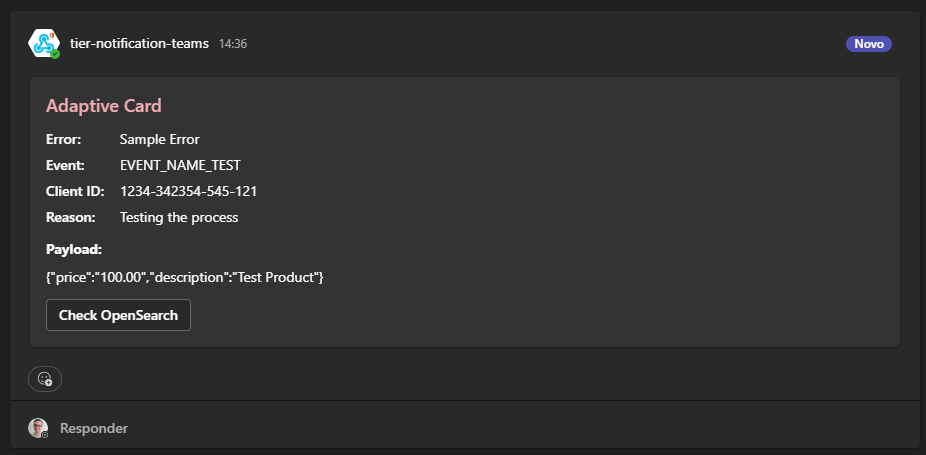 tier-notification-teams 14:36 Novo
Adaptive Card
Error: Sample Error
Event: EVENT_NAME_TEST
Client ID: 1234-342354-545-121
Reason: Testing the process
Payload:
{"price":"100.00","description":"Test Product"}
Check OpenSearch
Responder